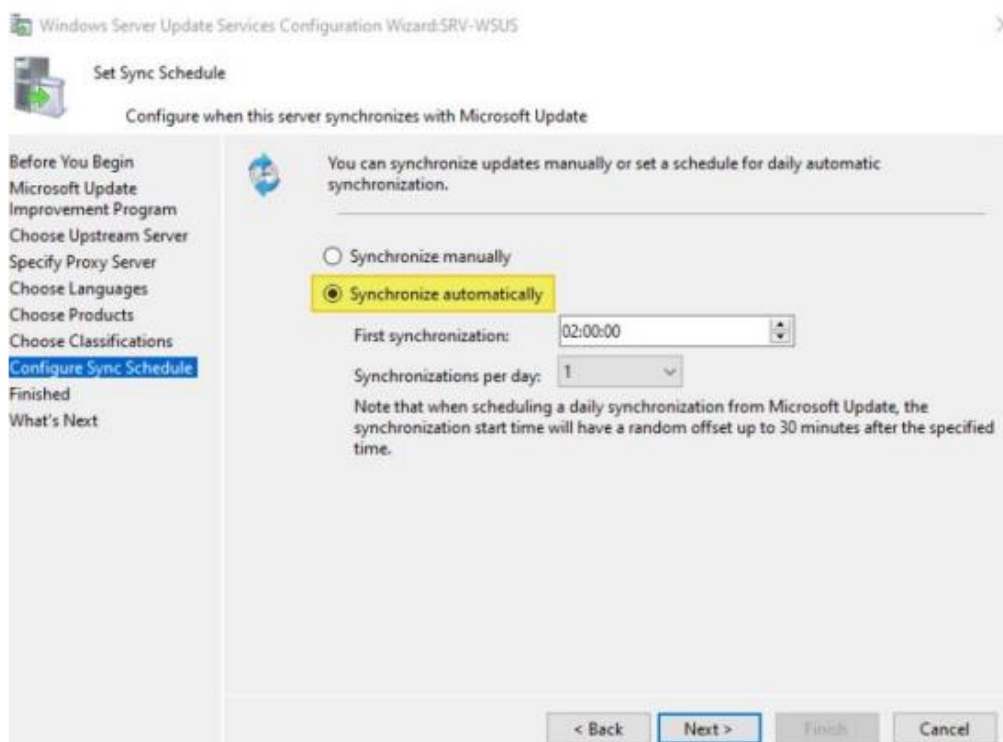 Windows Server Update Services Configuration Wizard:SRV-WSUS
Set Sync Schedule
Configure when this server synchronizes with Microsoft Update
Before You Begin
Microsoft Update
Improvement Program
Choose Upstream Server
Specify Proxy Server
Choose Languages
Choose Products
Choose Classifications
Configure Sync Schedule
Finished
What's Next
You can synchronize updates manually or set a schedule for daily automatic
synchronization.
Synchronize manually
Synchronize automatically
First synchronization: 02:00:00
Synchronizations per day: 1
Note that when scheduling a daily synchronization from Microsoft Update, the
synchronization start time will have a random offset up to 30 minutes after the specified
time.
< Back Next > Finish Cancel